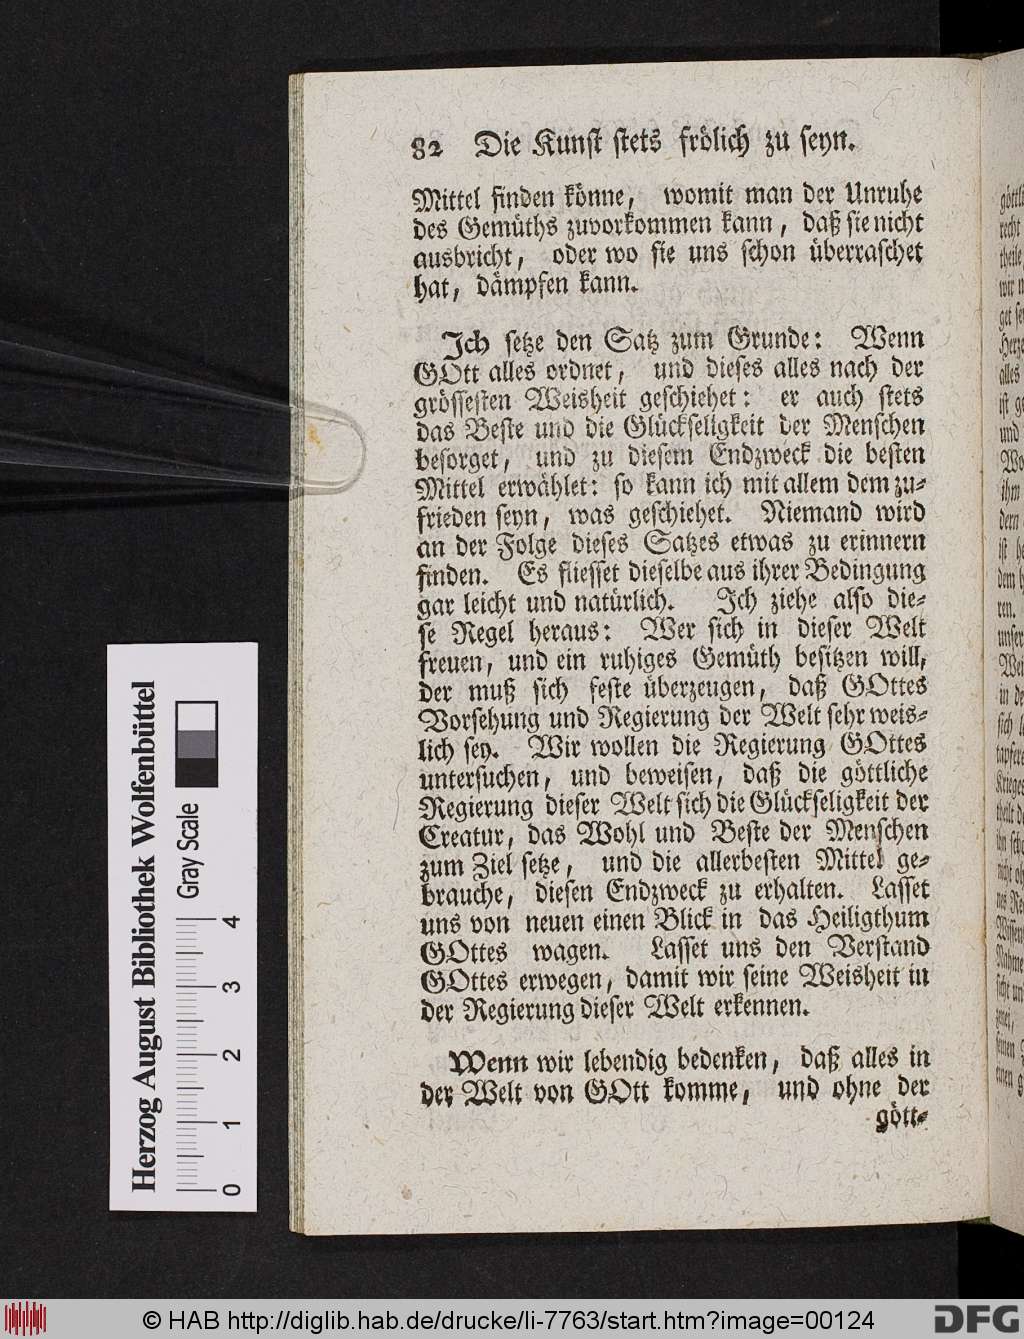 82 Die Kunst stets frölich zu seyn.
Mittel finden könne, womit man der Unruhe
des Gemüths zuvorkommen kann, daß sie nicht
ausbricht, oder wo sie uns schon überraschet
hat, dämpfen kann.
Ich setze den Satz zum Grunde: Wenn
GOtt alles ordnet, und dieses alles nach der
grössesten Weisheit geschiehet: er auch stets
das Beste und die Glückseligkeit der Menschen
besorget, und zu diesem Endzweck die besten
Mittel erwählet: so kann ich mit allem dem zu-
frieden seyn, was geschiehet. Niemand wird
an der Folge dieses Satzes etwas zu erinnern
finden. Es fliesset dieselbe aus ihrer Bedingung
gar leicht und natürlich. Ich ziehe also die-
se Regel heraus: Wer sich in dieser Welt
freuen, und ein ruhiges Gemüth besitzen will,
der muß sich feste überzeugen, daß GOttes
Vorsehung und Regierung der Welt sehr weis-
lich sey. Wir wollen die Regierung GOttes
untersuchen, und beweisen, daß die göttliche
Regierung dieser Welt sich die Glückseligkeit der
Creatur, das Wohl und Beste der Menschen
zum Ziel setze, und die allerbesten Mittel ge-
brauche, diesen Endzweck zu erhalten. Lasset
uns von neuen einen Blick in das Heiligthum
GOttes wagen. Lasset uns den Verstand
GOttes erwegen, damit wir seine Weisheit in
der Regierung dieser Welt erkennen.
Wenn wir lebendig bedenken, daß alles in
der Welt von GOtt komme, und ohne der
gött-
Herzog August Bibliothek Wolfenbüttel
Gray Scale
0 1 2 3 4
© HAB http://diglib.hab.de/drucke/li-7763/start.htm?image=00124
DFG